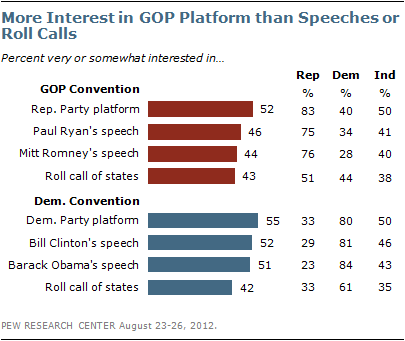 More Interest in GOP Platform than Speeches or
Roll Calls
Percent very or somewhat interested in...
Rep Dem Ind
GOP Convention % % %
Rep. Party platform 52 83 40 50
Paul Ryan's speech 46 75 34 41
Mitt Romney's speech 44 76 28 40
Roll call of states 43 51 44 38
Dem. Convention
Dem. Party platform 55 33 80 50
Bill Clinton's speech 52 29 81 46
Barack Obama's speech 51 23 84 43
Roll call of states 42 33 61 35
PEW RESEARCH CENTER August 23-26, 2012.